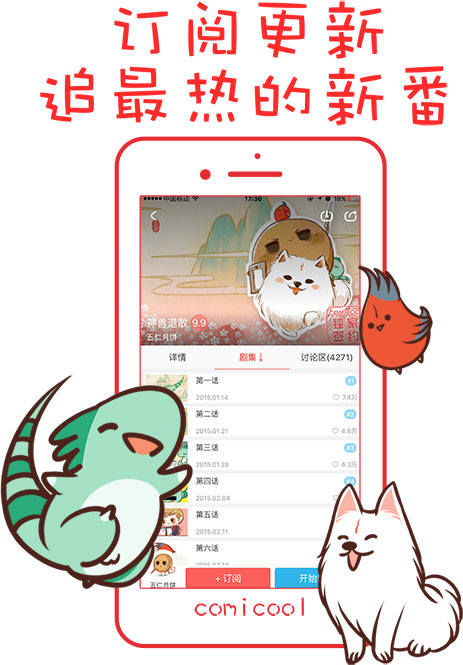 订阅更新
追最热的新番
中国移动 17:36 18%
神兽退散 9.9
五仁月饼
独家
签约
详情 剧集↓ 讨论区(4271)
第一话 #1
2015.01.14 7.4万
第二话 #2
2015.01.21 4.8万
第三话 #3
2015.01.28 4.3万
第四话
2015.02.04
第五话
2015.02.11
第六话
五仁月饼
+ 订阅 开始
comicool